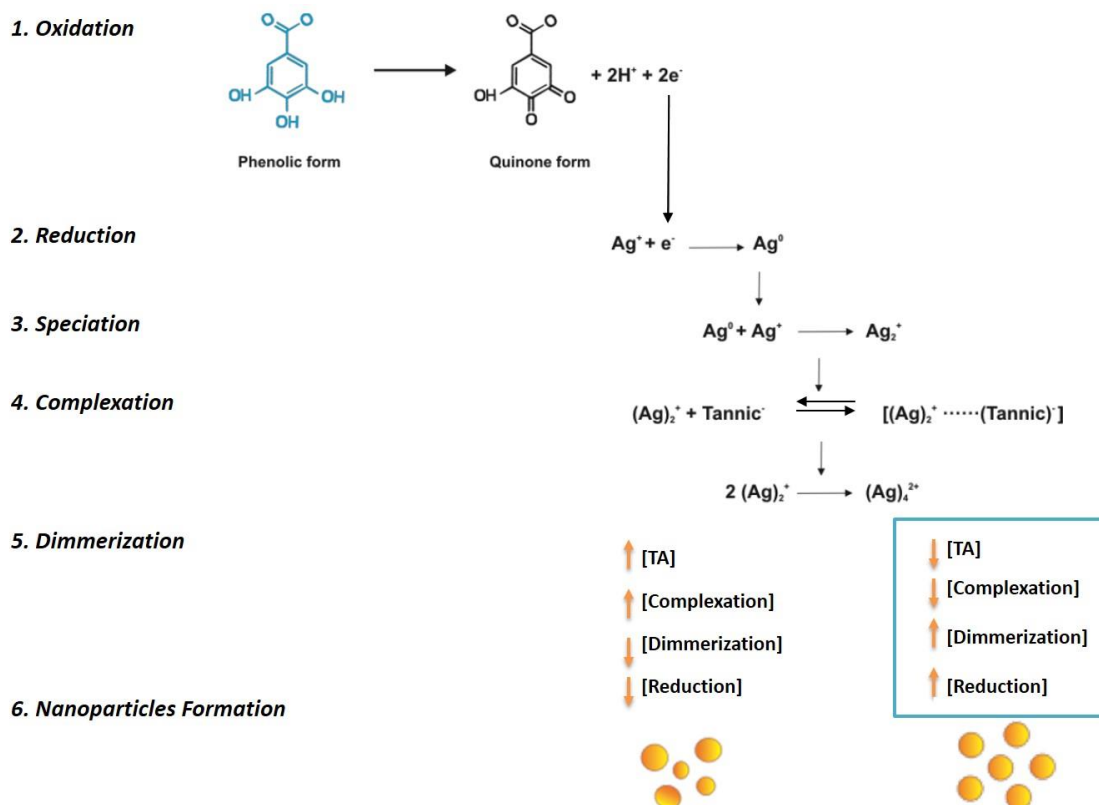 1. Oxidation
O O
OH OH
OH
Phenolic form
O O
OH O
O
Quinone form
+ 2H⁺ + 2e⁻
2. Reduction
Ag⁺ + e⁻ → Ag⁰
3. Speciation
Ag⁰ + Ag⁺ → Ag₂⁺
4. Complexation
(Ag)₂⁺ + Tannic⁻ ⇌ [(Ag)₂⁺ ······(Tannic)⁻]
2 (Ag)₂⁺ → (Ag)₄²⁺
5. Dimmerization
↑ [TA]
↑ [Complexation]
↓ [Dimmerization]
↓ [Reduction]
↓ [TA]
↓ [Complexation]
↑ [Dimmerization]
↑ [Reduction]
6. Nanoparticles Formation